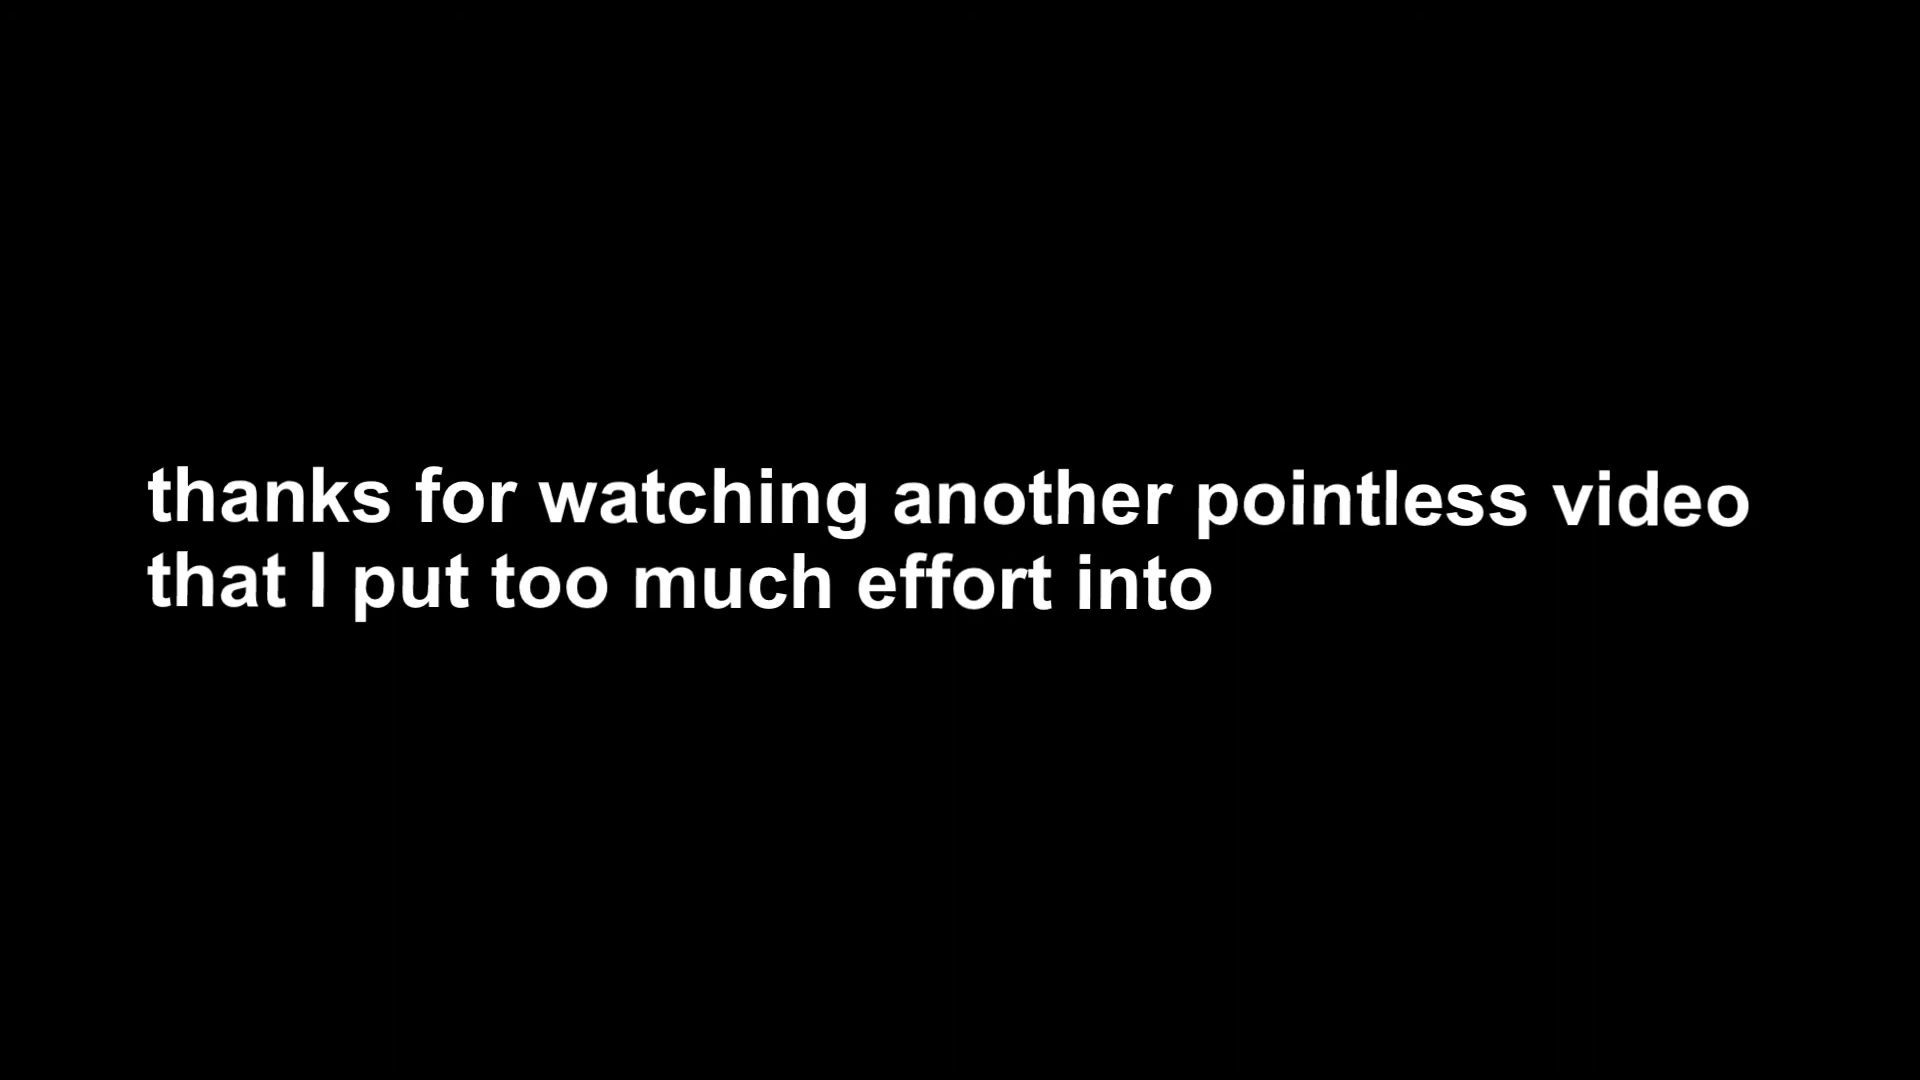 thanks for watching another pointless video
that I put too much effort into